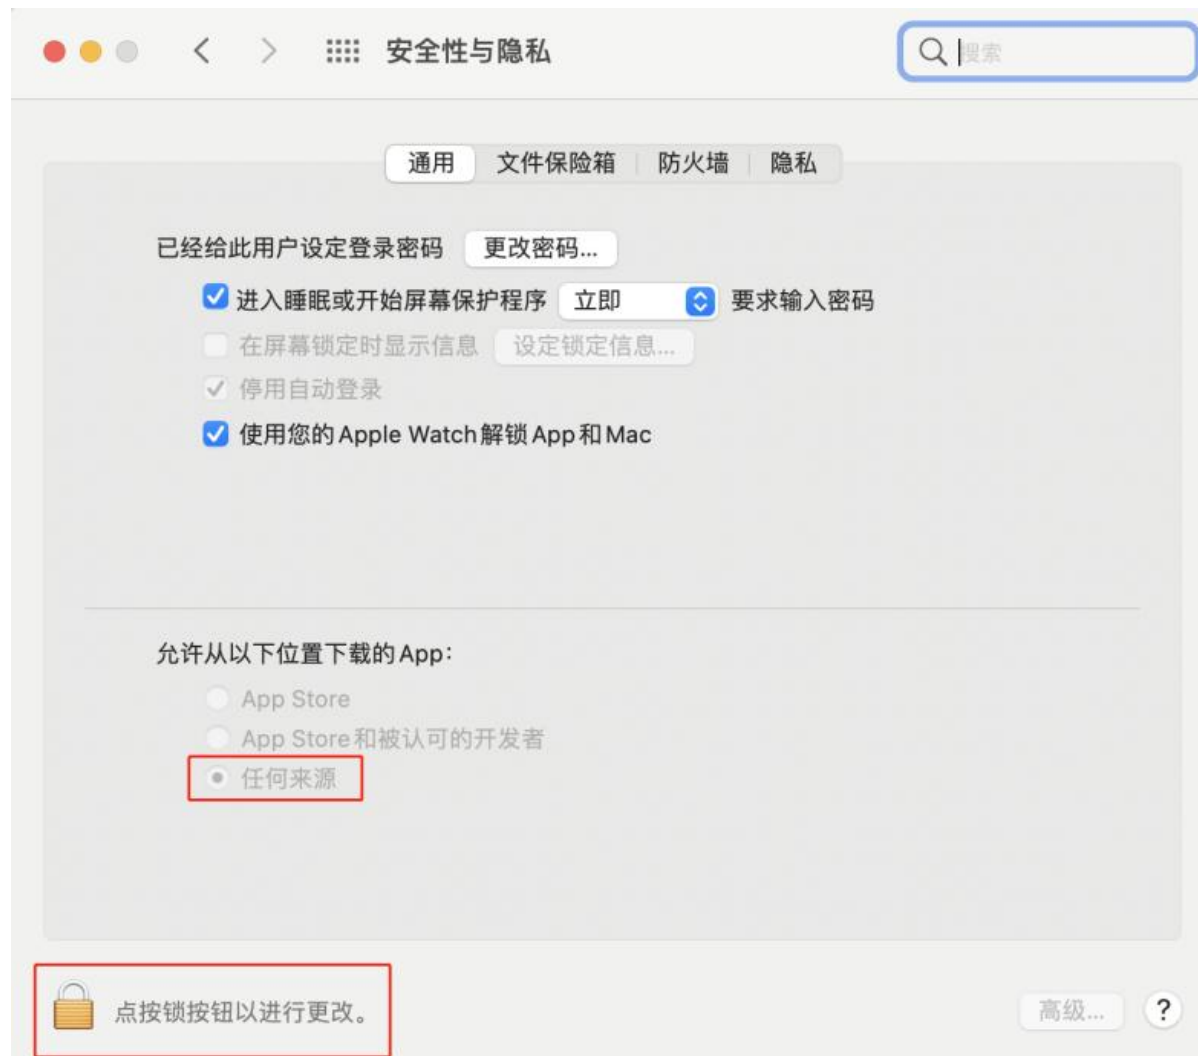 安全性与隐私
搜索
通用 文件保险箱 防火墙 隐私
已经给此用户设定登录密码 更改密码...
进入睡眠或开始屏幕保护程序 立即 要求输入密码
在屏幕锁定时显示信息 设定锁定信息...
停用自动登录
使用您的Apple Watch解锁App和Mac
允许从以下位置下载的App:
App Store
App Store和被认可的开发者
任何来源
点按锁按钮以进行更改。
高级... ?